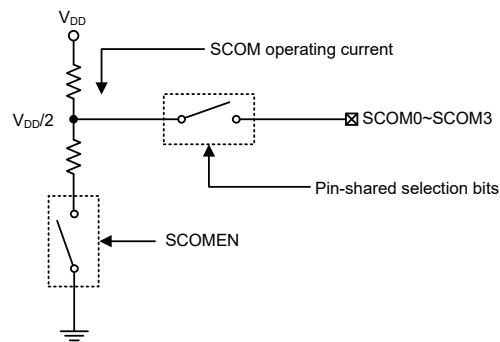 VDD
SCOM operating current
VDD/2
SCOM0~SCOM3
Pin-shared selection bits
SCOMEN